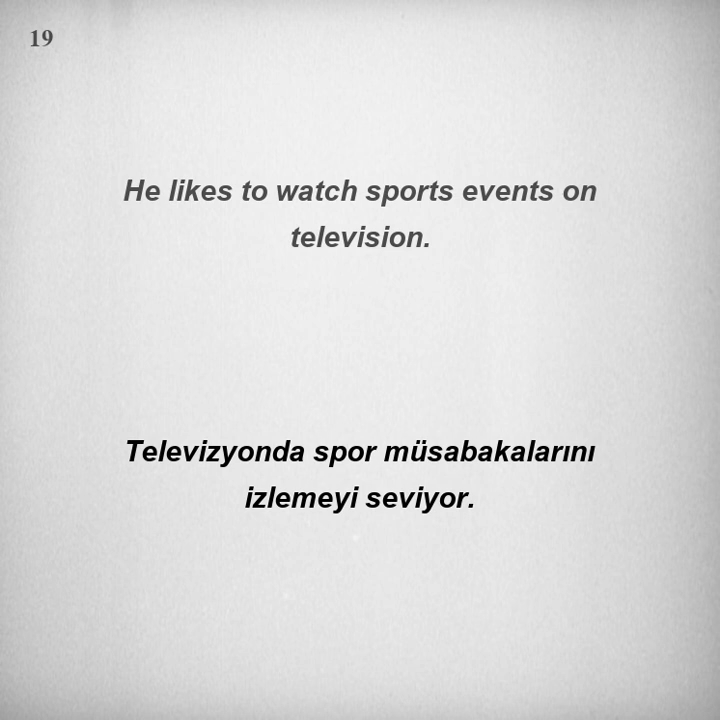 19
He likes to watch sports events on
television.
Televizyonda spor müsabakalarını
izlemeyi seviyor.